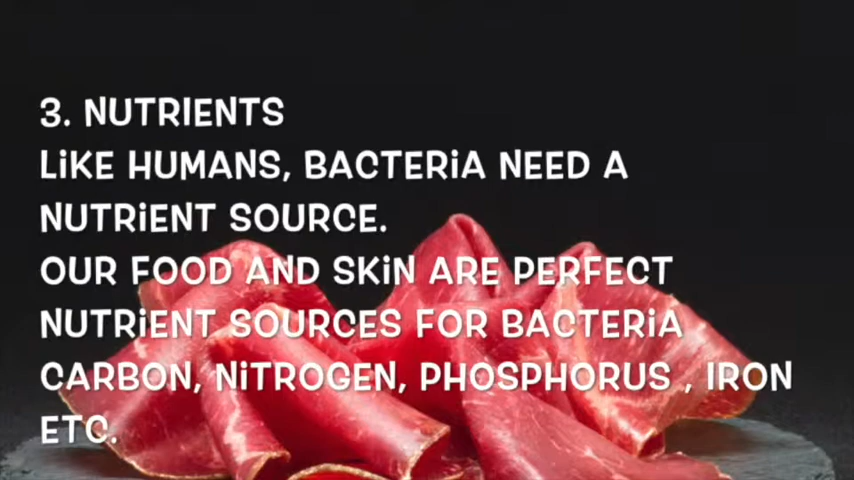 3. NUTRIENTS
LIKE HUMANS, BACTERIA NEED A
NUTRIENT SOURCE.
OUR FOOD AND SKIN ARE PERFECT
NUTRIENT SOURCES FOR BACTERIA
CARBON, NITROGEN, PHOSPHORUS , IRON
ETC.